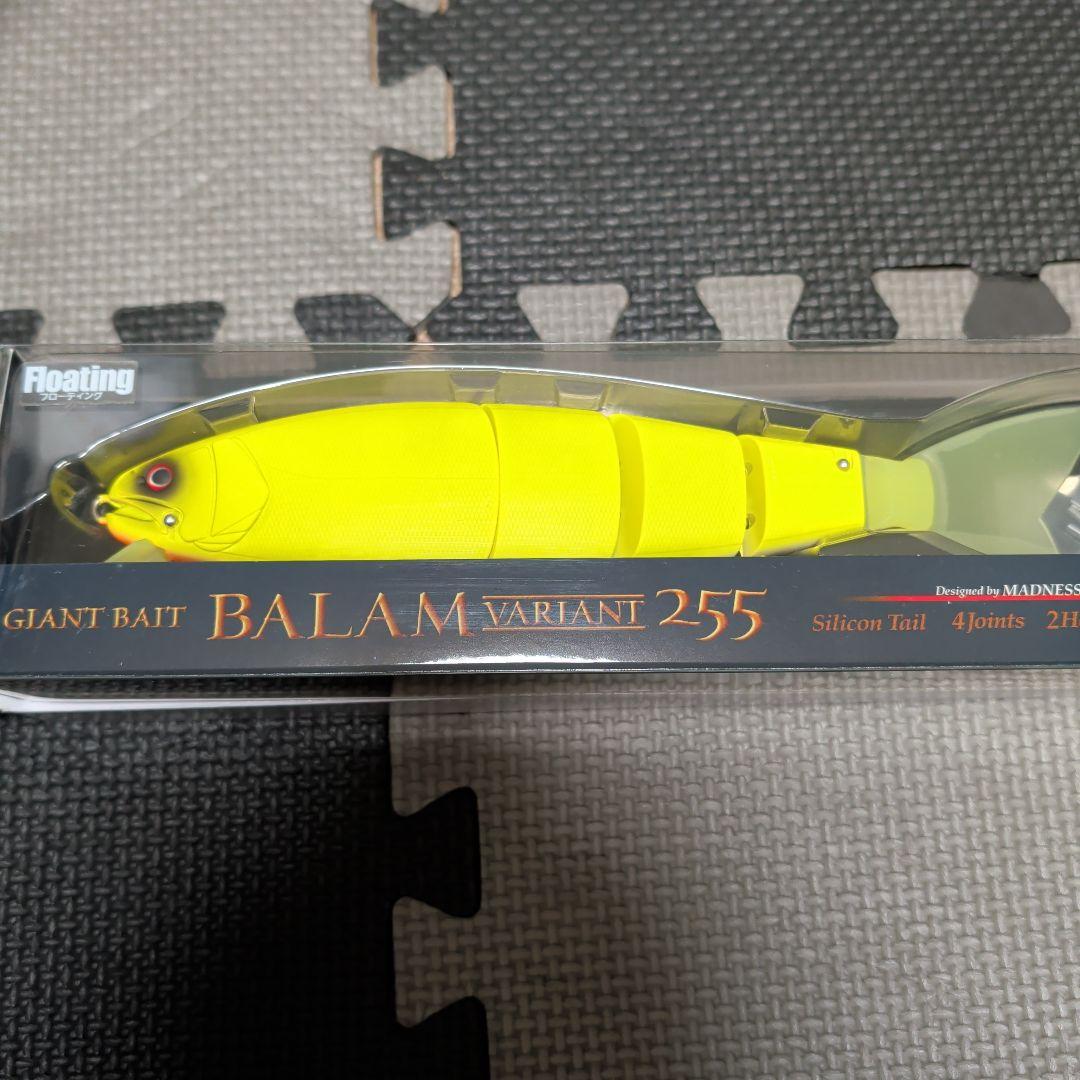 Floating
フローティング
GIANT BAIT BALAM VARIANT 255
Designed by MADNESS
Silicon Tail 4Joints